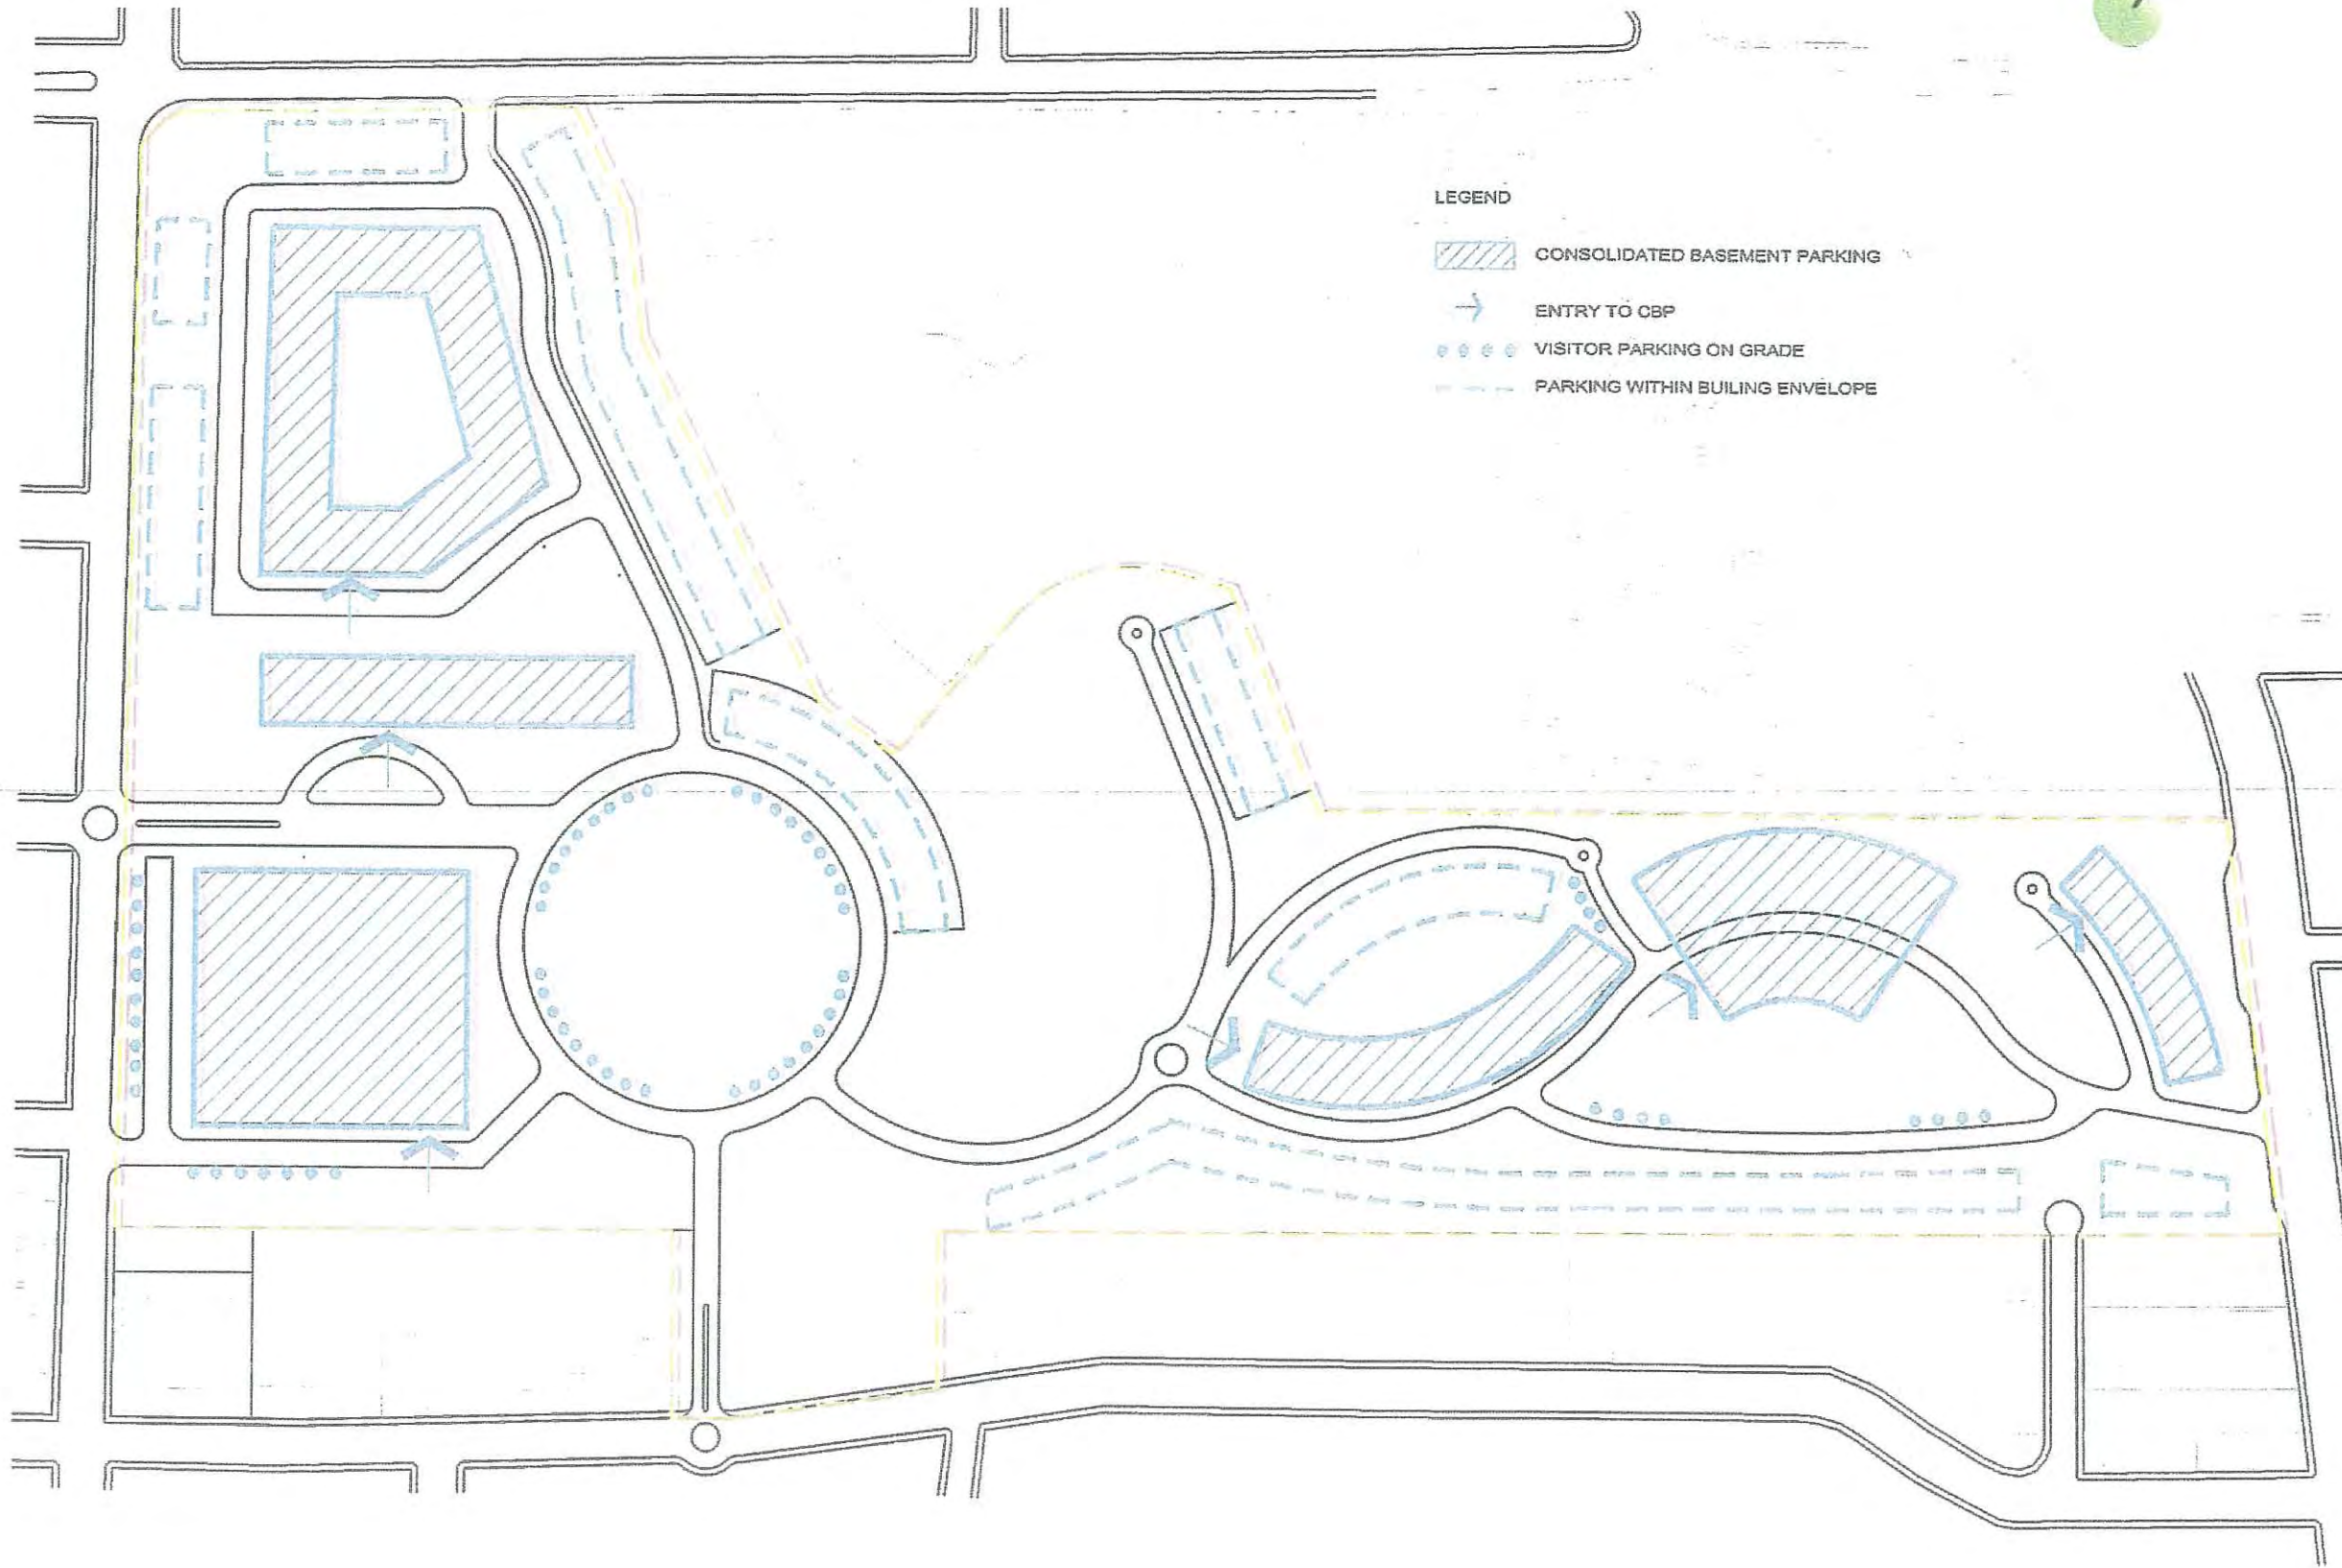 LEGEND
CONSOLIDATED BASEMENT PARKING
ENTRY TO CBP
VISITOR PARKING ON GRADE
PARKING WITHIN BUILING ENVELOPE